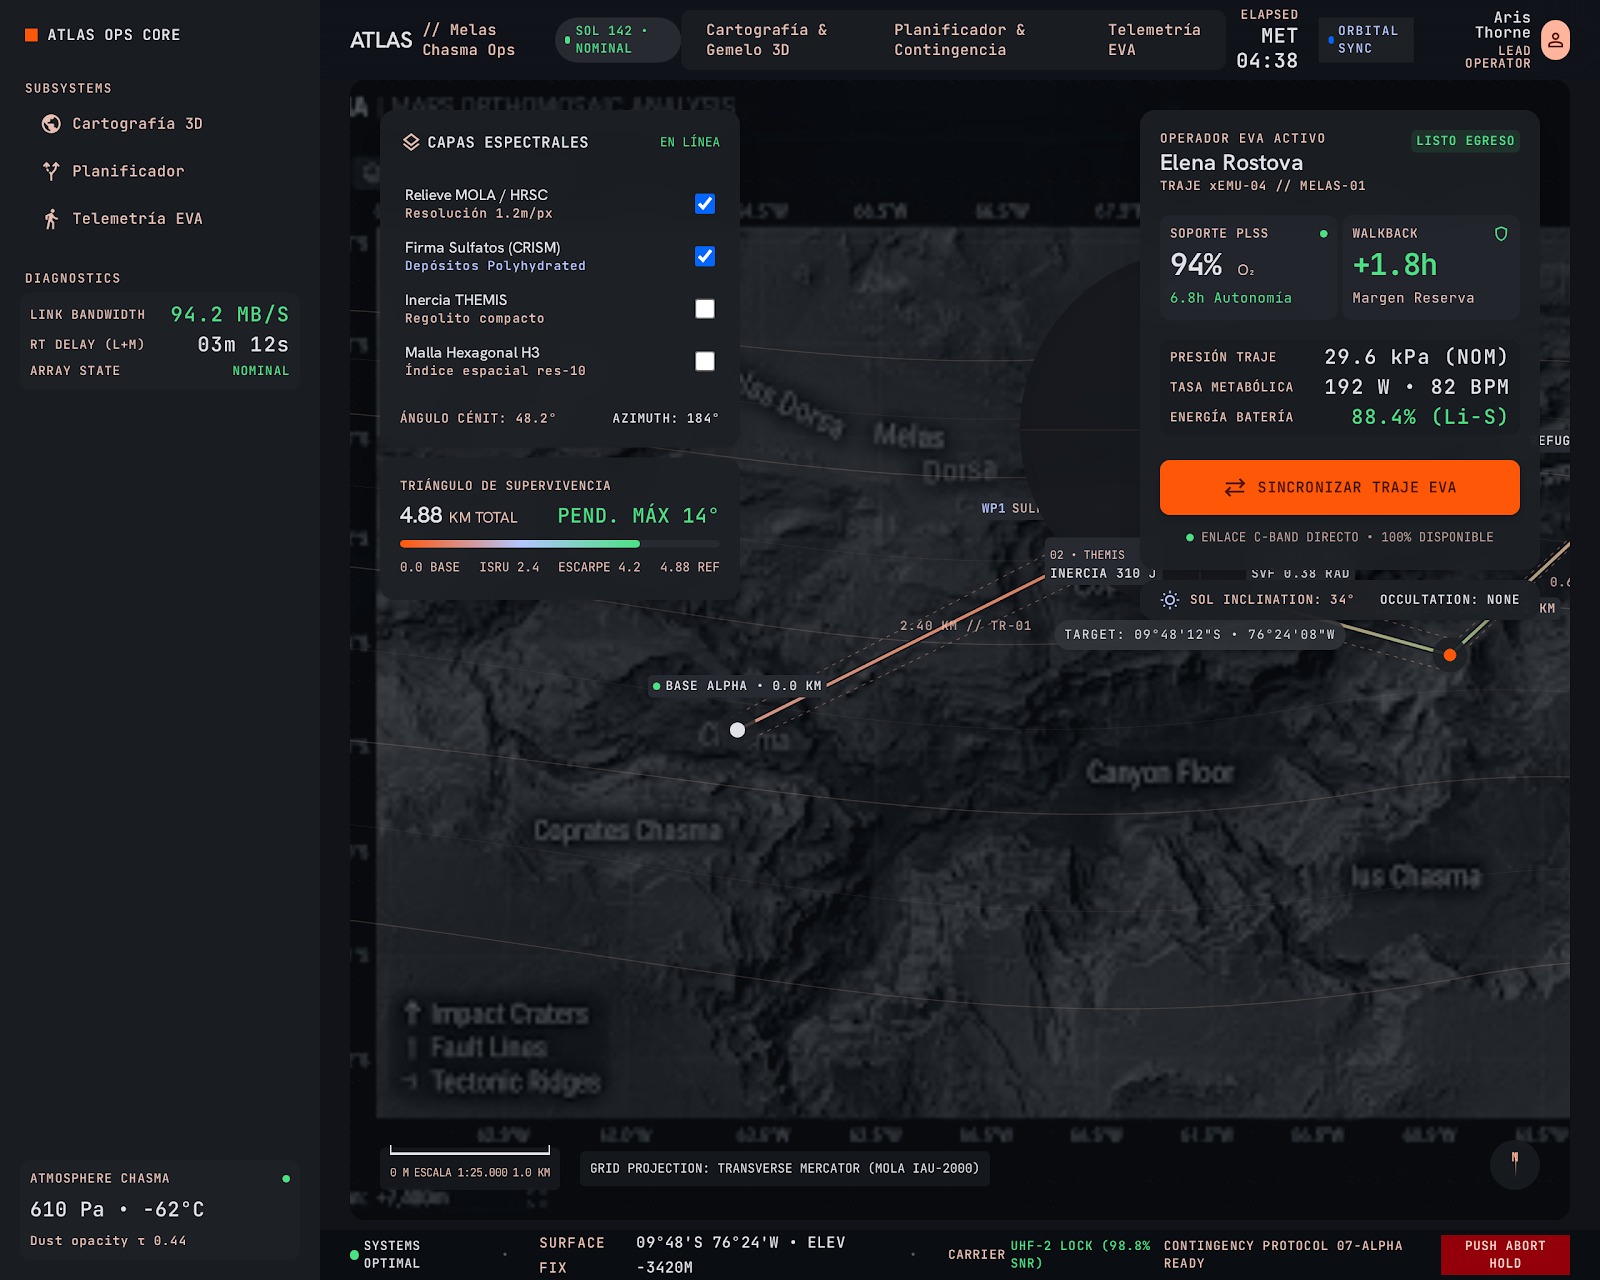 ATLAS OPS CORE
SUBSYSTEMS
Cartografía 3D
Planificador
Telemetría EVA
DIAGNOSTICS
LINK BANDWIDTH 94.2 MB/S
RT DELAY (L+M) 03m 12s
ARRAY STATE NOMINAL
ATMOSPHERE CHASMA
610 Pa • -62°C
Dust opacity τ 0.44
ATLAS
// Melas
Chasma Ops
SOL 142 •
NOMINAL
Cartografía &
Gemelo 3D
Planificador &
Contingencia
Telemetría
EVA
ELAPSED
MET
04:38
ORBITAL
SYNC
Aris
Thorne
LEAD
OPERATOR
MARS ORTHOMOSAIC ANALYSIS
CAPAS ESPECTRALES EN LÍNEA
Relieve MOLA / HRSC
Resolución 1.2m/px
Firma Sulfatos (CRISM)
Depósitos Polyhydrated
Inercia THEMIS
Regolito compacto
Malla Hexagonal H3
Índice espacial res-10
ÁNGULO CÉNIT: 48.2° AZIMUTH: 184°
TRIÁNGULO DE SUPERVIVENCIA
4.88 KM TOTAL PEND. MÁX 14°
0.0 BASE ISRU 2.4 ESCARPE 4.2 4.88 REF
OPERADOR EVA ACTIVO LISTO EGRESO
Elena Rostova
TRAJE xEMU-04 // MELAS-01
SOPORTE PLSS
94% O₂
6.8h Autonomía
WALKBACK
+1.8h
Margen Reserva
PRESIÓN TRAJE 29.6 kPa (NOM)
TASA METABÓLICA 192 W • 82 BPM
ENERGÍA BATERÍA 88.4% (Li-S)
SINCRONIZAR TRAJE EVA
ENLACE C-BAND DIRECTO • 100% DISPONIBLE
SOL INCLINATION: 34° OCCULTATION: NONE
TARGET: 09°48'12"S • 76°24'08"W
Dorsa
Melas
Dorsa
WP1
02 • THEMIS
INERCIA 310 J
SVF 0.38 RAD
KM
2.40 KM // TR-01
BASE ALPHA • 0.0 KM
Canyon Floor
Coprates Chasma
Ius Chasma
Impact Craters
Fault Lines
Tectonic Ridges
0 M ESCALA 1:25.000 1.0 KM
GRID PROJECTION: TRANSVERSE MERCATOR (MOLA IAU-2000)
SYSTEMS
OPTIMAL
SURFACE
FIX
09°48'S 76°24'W • ELEV
-3420M
CARRIER
UHF-2 LOCK (98.8%
SNR)
CONTINGENCY PROTOCOL 07-ALPHA
READY
PUSH ABORT
HOLD